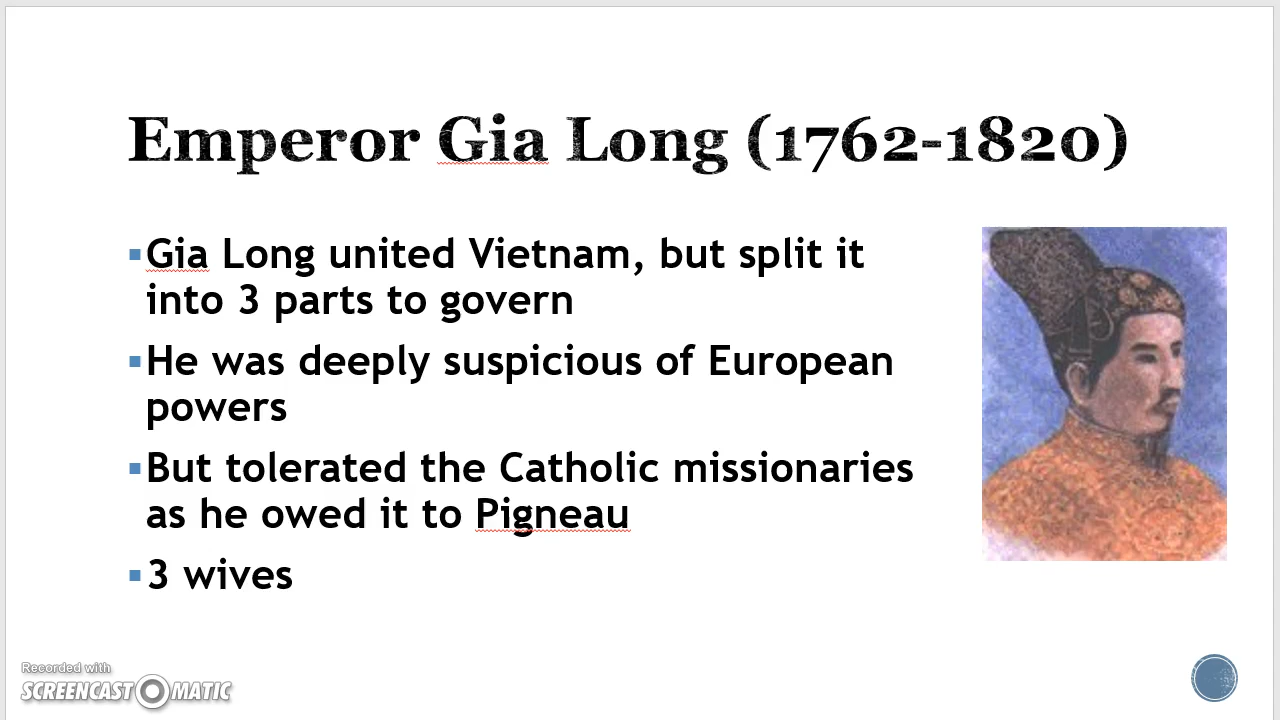 Emperor Gia Long (1762-1820)
▪Gia Long united Vietnam, but split it
into 3 parts to govern
▪He was deeply suspicious of European
powers
▪But tolerated the Catholic missionaries
as he owed it to Pigneau
▪3 wives
Recorded with
SCREENCAST O MATIC